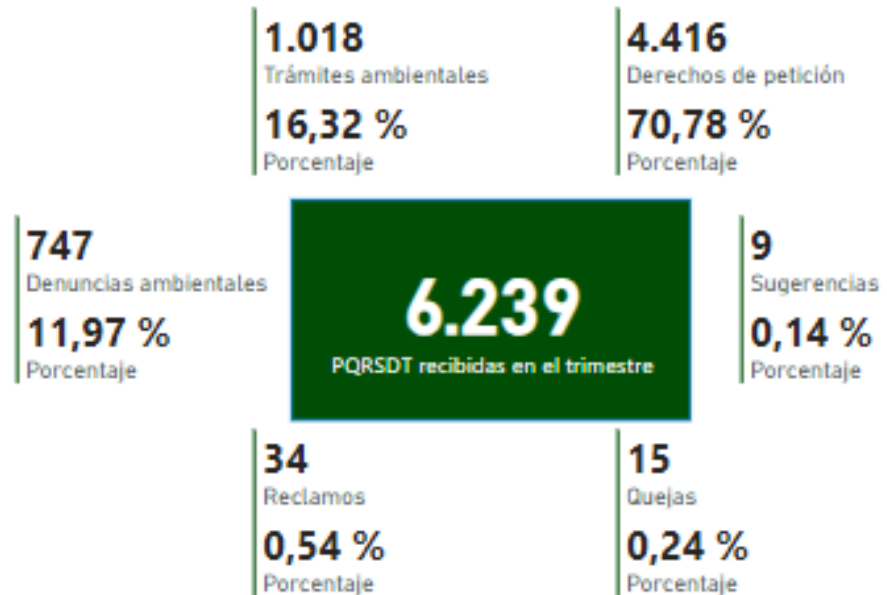 1.018
Trámites ambientales
16,32 %
Porcentaje
4.416
Derechos de petición
70,78 %
Porcentaje
747
Denuncias ambientales
11,97 %
Porcentaje
6.239
PQRSDT recibidas en el trimestre
9
Sugerencias
0,14 %
Porcentaje
34
Reclamos
0,54 %
Porcentaje
15
Quejas
0,24 %
Porcentaje